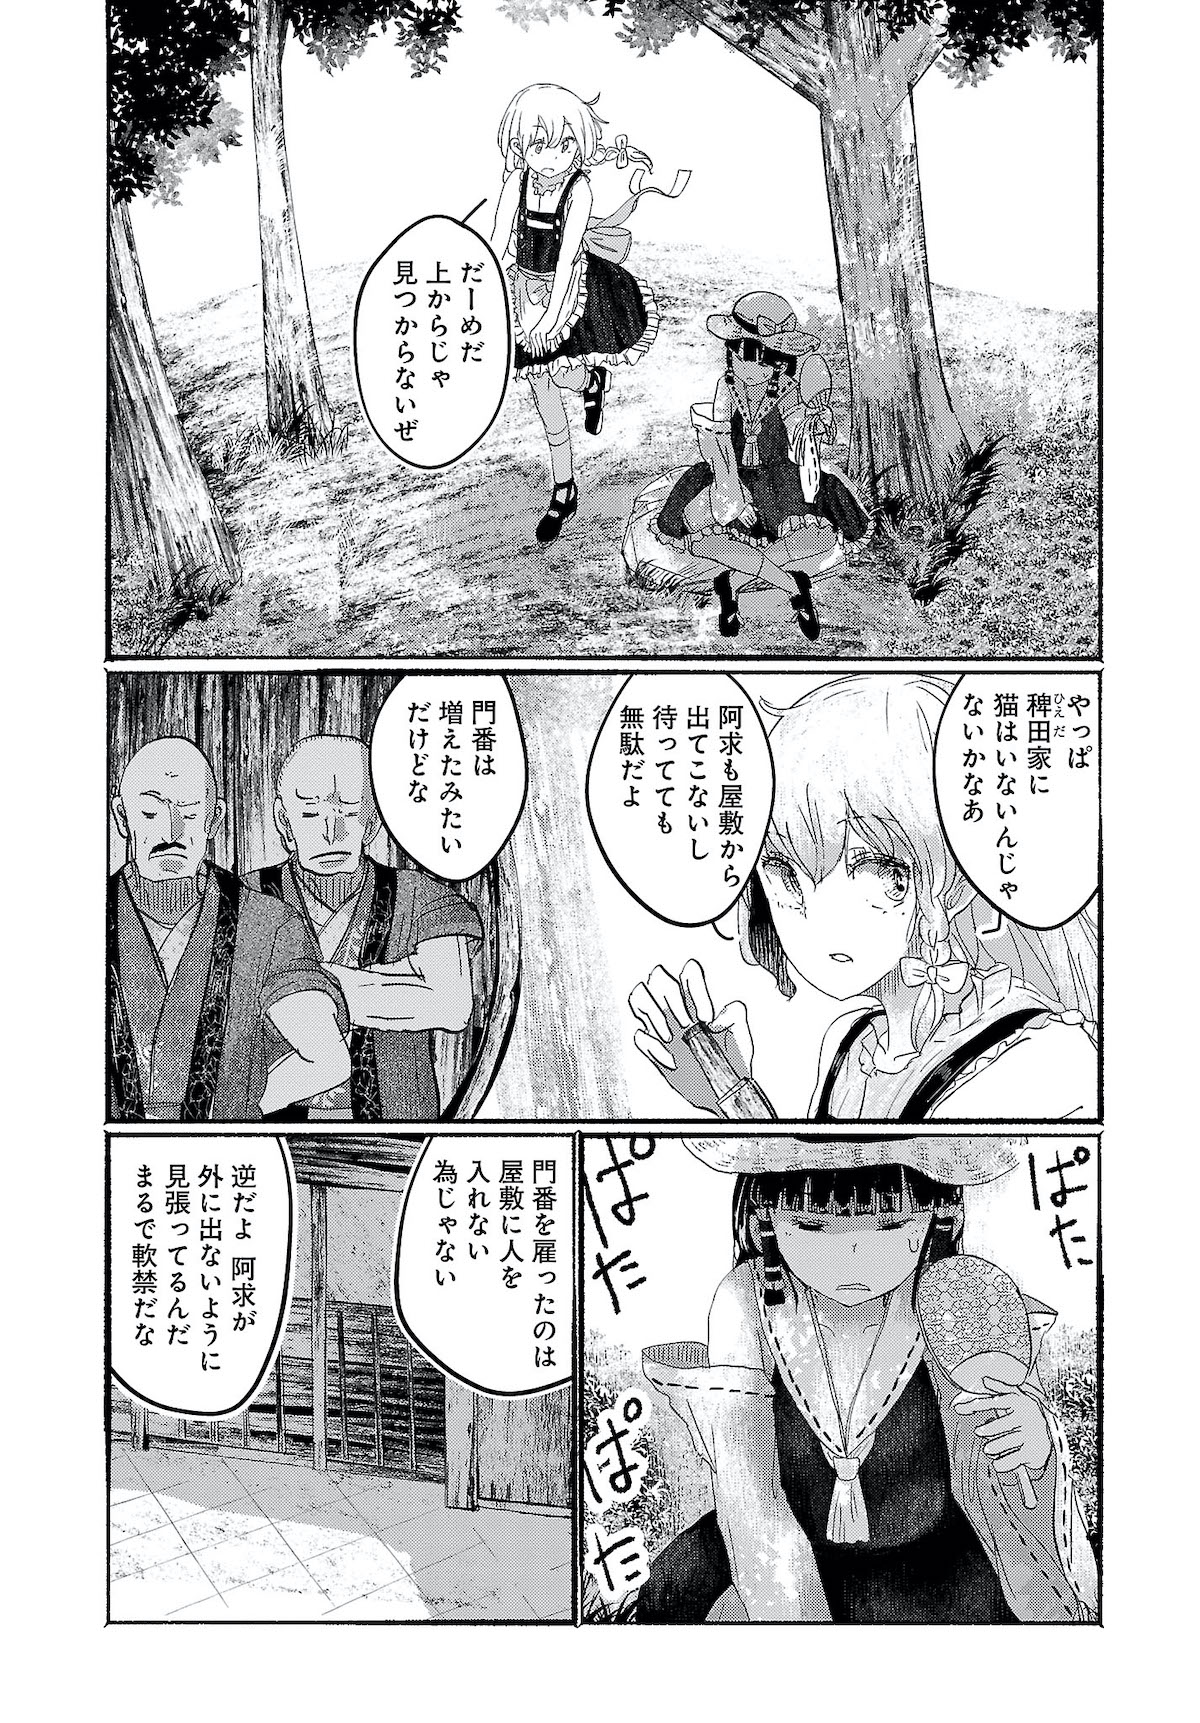 だーめだ
上からじゃ
見つからないぜ
やっぱ
稗田家に
ひえだ
猫はいないんじゃ
ないかなあ
阿求も屋敷から
出てこないし
待ってても
無駄だよ
門番は
増えたみたい
だけどな
ぱた
ぱた
ぱた
門番を雇ったのは
屋敷に人を
入れない
為じゃない
逆だよ 阿求が
外に出ないように
見張ってるんだ
まるで軟禁だな